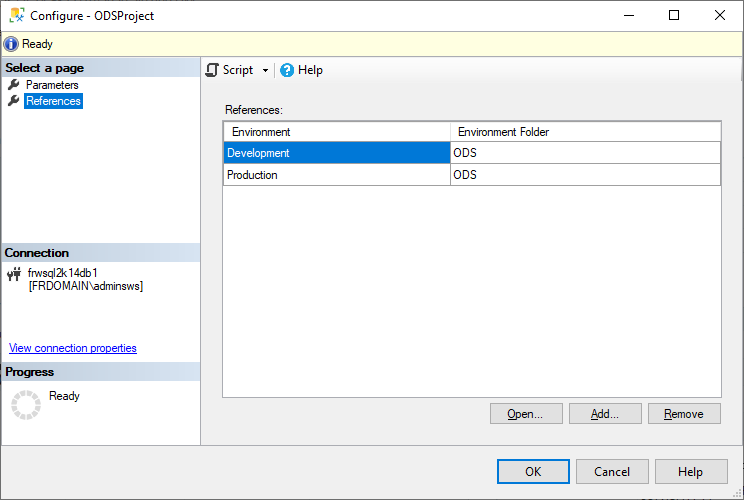 Configure - ODSProject
Ready
Select a page
Parameters
References
Script
Help
References:
Environment Environment Folder
Development ODS
Production ODS
Connection
frwsql2k14db1
[FRDOMAIN\adminsws]
View connection properties
Progress
Ready
Open... Add... Remove
OK Cancel Help